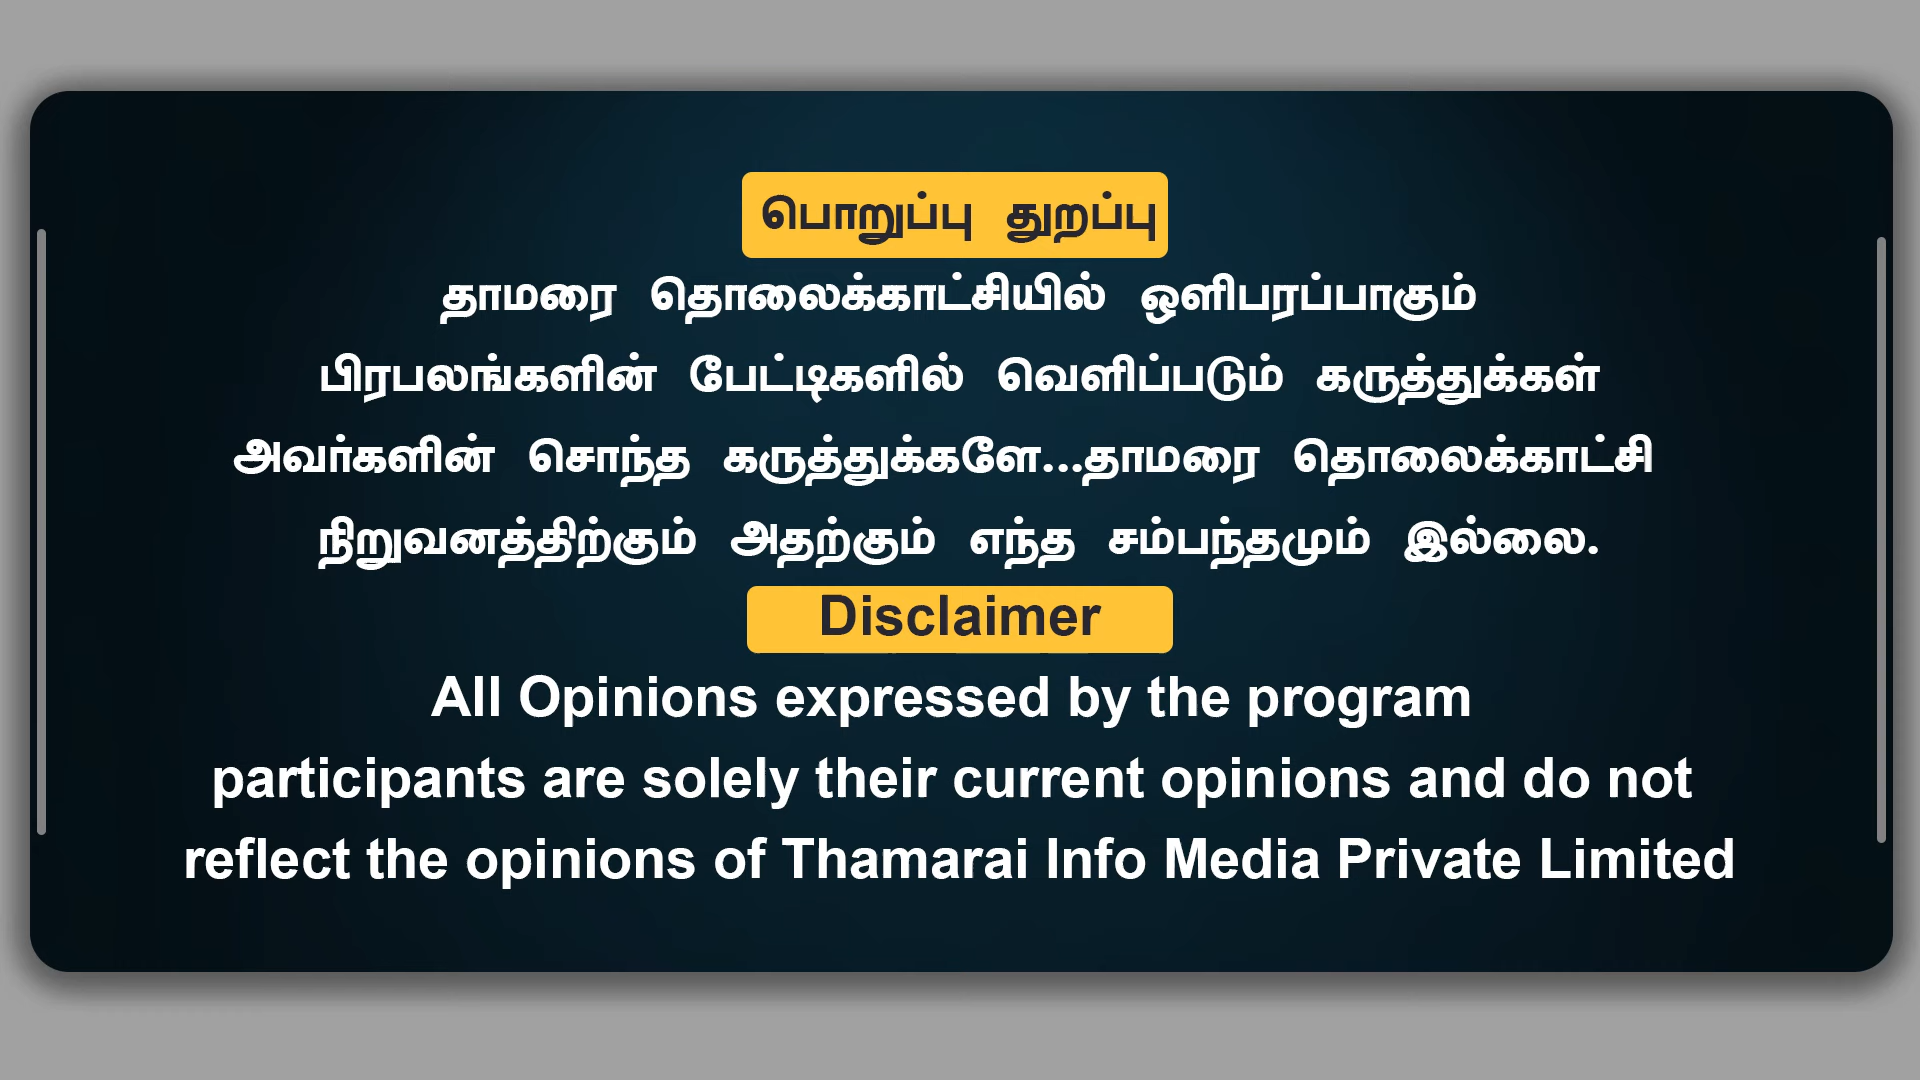 பொறுப்பு துறப்பு
தாமரை தொலைக்காட்சியில் ஒளிபரப்பாகும்
பிரபலங்களின் பேட்டிகளில் வெளிப்படும் கருத்துக்கள்
அவர்களின் சொந்த கருத்துக்களே...தாமரை தொலைக்காட்சி
நிறுவனத்திற்கும் அதற்கும் எந்த சம்பந்தமும் இல்லை.
Disclaimer
All Opinions expressed by the program
participants are solely their current opinions and do not
reflect the opinions of Thamarai Info Media Private Limited